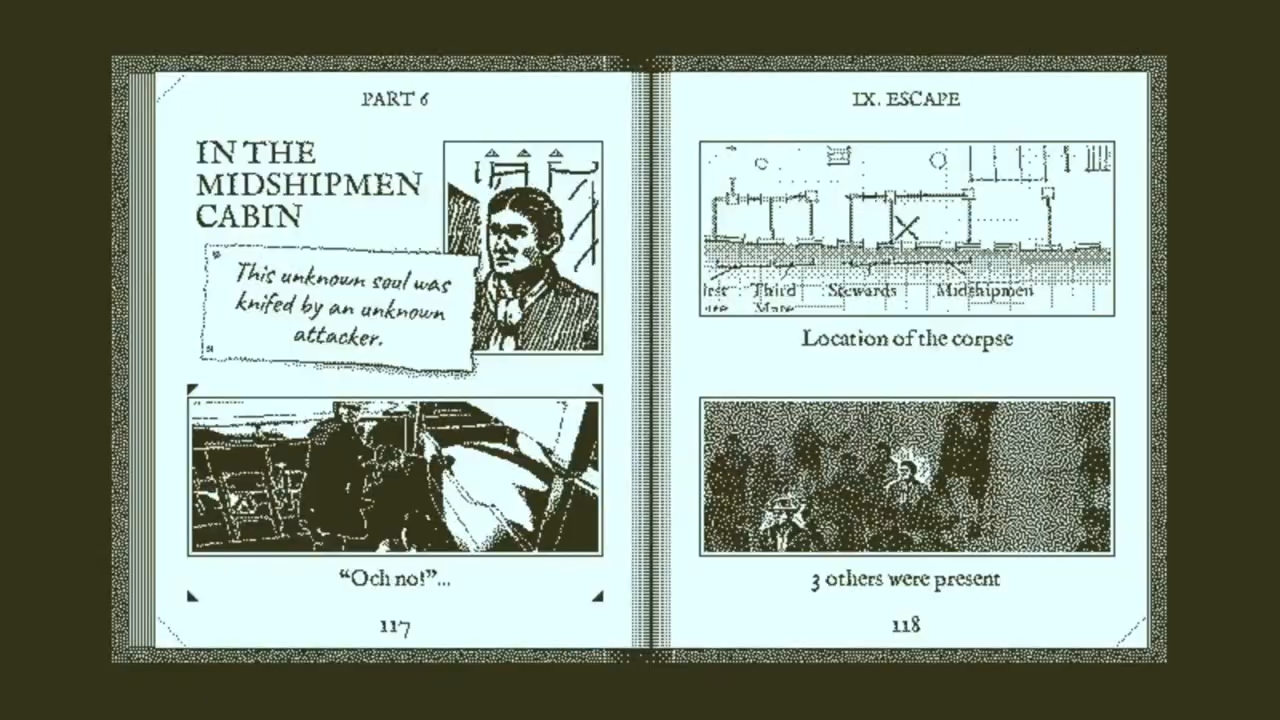 PART 6
IN THE
MIDSHIPMEN
CABIN
This unknown soul was
knifed by an unknown
attacker.
"Och no!"...
117
IX. ESCAPE
Third
Stewards
Midshipmen
Mate
Location of the corpse
3 others were present
118